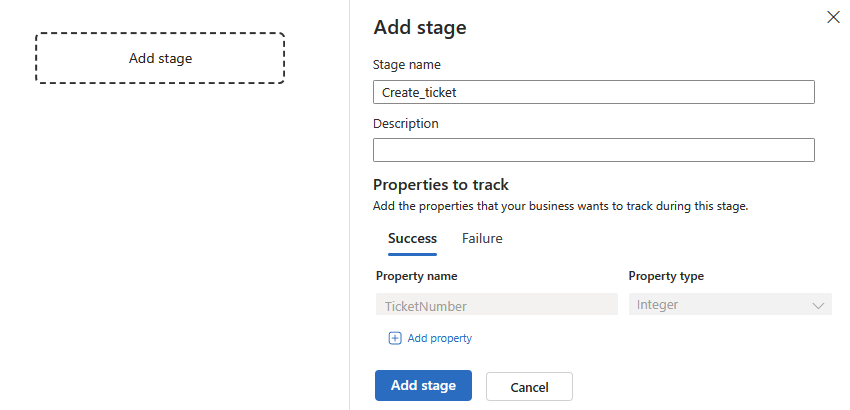 Add stage
Add stage
Stage name
Create_ticket
Description
Properties to track
Add the properties that your business wants to track during this stage.
Success Failure
Property name Property type
TicketNumber Integer
Add property
Add stage Cancel